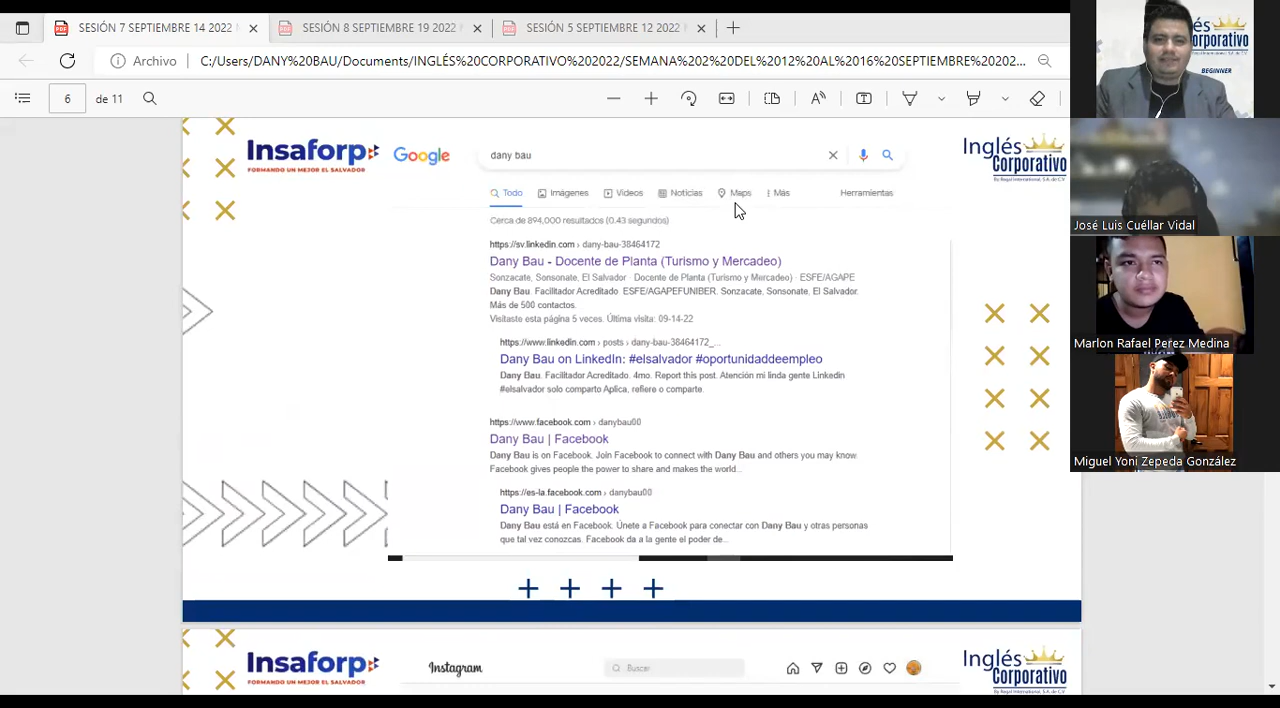 SESIÓN 7 SEPTIEMBRE 14 2022
SESIÓN 8 SEPTIEMBRE 19 2022
SESIÓN 5 SEPTIEMBRE 12 2022
Archivo
C:/Users/DANY%20BAU/Documents/INGLÉS%20CORPORATIVO%202022/SEMANA%202%20DEL%2012%20AL%2016%20SEPTIEMBRE%20202...
6
de 11
Insaforp
FORMANDO UN MEJOR EL SALVADOR
Google
dany bau
Inglés
Corporativo
By Regal International, S.A. de C.V.
Todo
Imágenes
Videos
Noticias
Maps
Más
Herramientas
Cerca de 894,000 resultados (0.43 segundos)
https://sv.linkedin.com › dany-bau-38464172
Dany Bau - Docente de Planta (Turismo y Mercadeo)
Sonzacate, Sonsonate, El Salvador · Docente de Planta (Turismo y Mercadeo) · ESFE/AGAPE
Dany Bau. Facilitador Acreditado ESFE/AGAPEFUNIBER. Sonzacate, Sonsonate, El Salvador.
Más de 500 contactos.
Visitaste esta página 5 veces. Última visita: 09-14-22
https://www.linkedin.com › posts › dany-bau-38464172_...
Dany Bau on LinkedIn: #elsalvador #oportunidaddeempleo
Dany Bau. Facilitador Acreditado. 4mo. Report this post. Atención mi linda gente Linkedin
#elsalvador solo comparto Aplica, refiere o comparte.
https://www.facebook.com › danybau00
Dany Bau | Facebook
Dany Bau is on Facebook. Join Facebook to connect with Dany Bau and others you may know.
Facebook gives people the power to share and makes the world...
https://es-la.facebook.com › danybau00
Dany Bau | Facebook
Dany Bau está en Facebook. Únete a Facebook para conectar con Dany Bau y otras personas
que tal vez conozcas. Facebook da a la gente el poder de...
Insaforp
FORMANDO UN MEJOR EL SALVADOR
Instagram
Buscar
Inglés
Corporativo
By Regal International, S.A. de C.V.
BEGINNER
José Luis Cuéllar Vidal
Marlon Rafael Perez Medina
Miguel Yoni Zepeda González